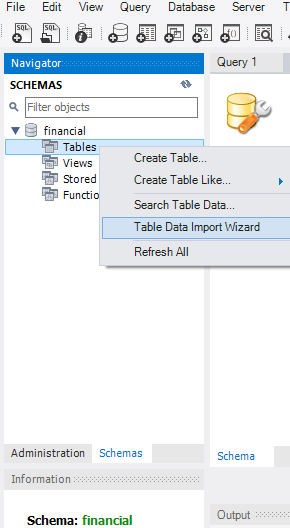 File Edit View Query Database Server T
Navigator
Query 1
SCHEMAS
Filter objects
financial
Tables
Views
Stored
Functio
Create Table...
Create Table Like...
Search Table Data...
Table Data Import Wizard
Refresh All
Administration Schemas
Schema
Information
Schema: financial
Output